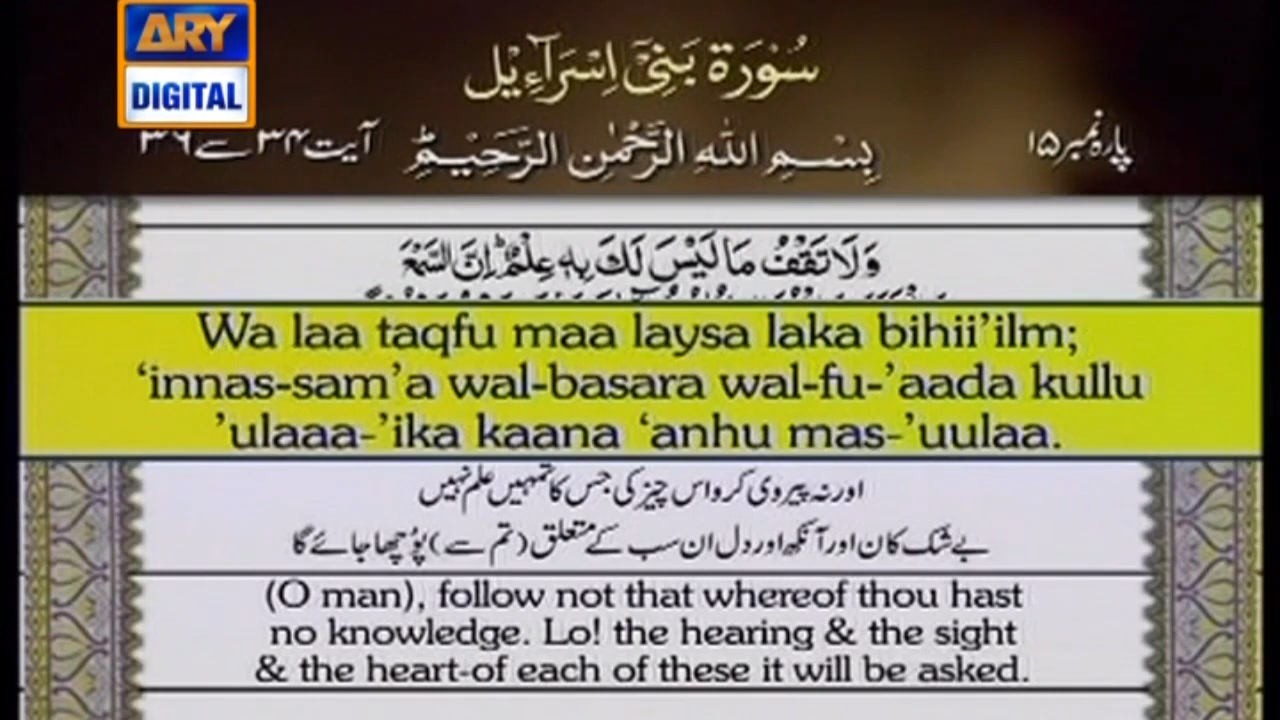 ARY
DIGITAL
سُوْرَةُ بَنِيْٓ اِسْرَآءِيْل
پارہ نمبر ۱۵
بِسْمِ اللهِ الرَّحْمٰنِ الرَّحِيْمِ
آیت ۳۴ سے ۳۶
وَلَا تَقْفُ مَا لَيْسَ لَكَ بِهٖ عِلْمٌ ؕ اِنَّ السَّمْعَ
Wa laa taqfu maa laysa laka bihii’ilm;
‘innas-sam’a wal-basara wal-fu-’aada kullu
’ulaaa-’ika kaana ‘anhu mas-’uulaa.
اور نہ پیروی کرو اس چیز کی جس کا تمہیں علم نہیں
بے شک کان اور آنکھ اور دل ان سب کے متعلق (تم سے) پوچھا جائے گا
(O man), follow not that whereof thou hast
no knowledge. Lo! the hearing & the sight
& the heart-of each of these it will be asked.